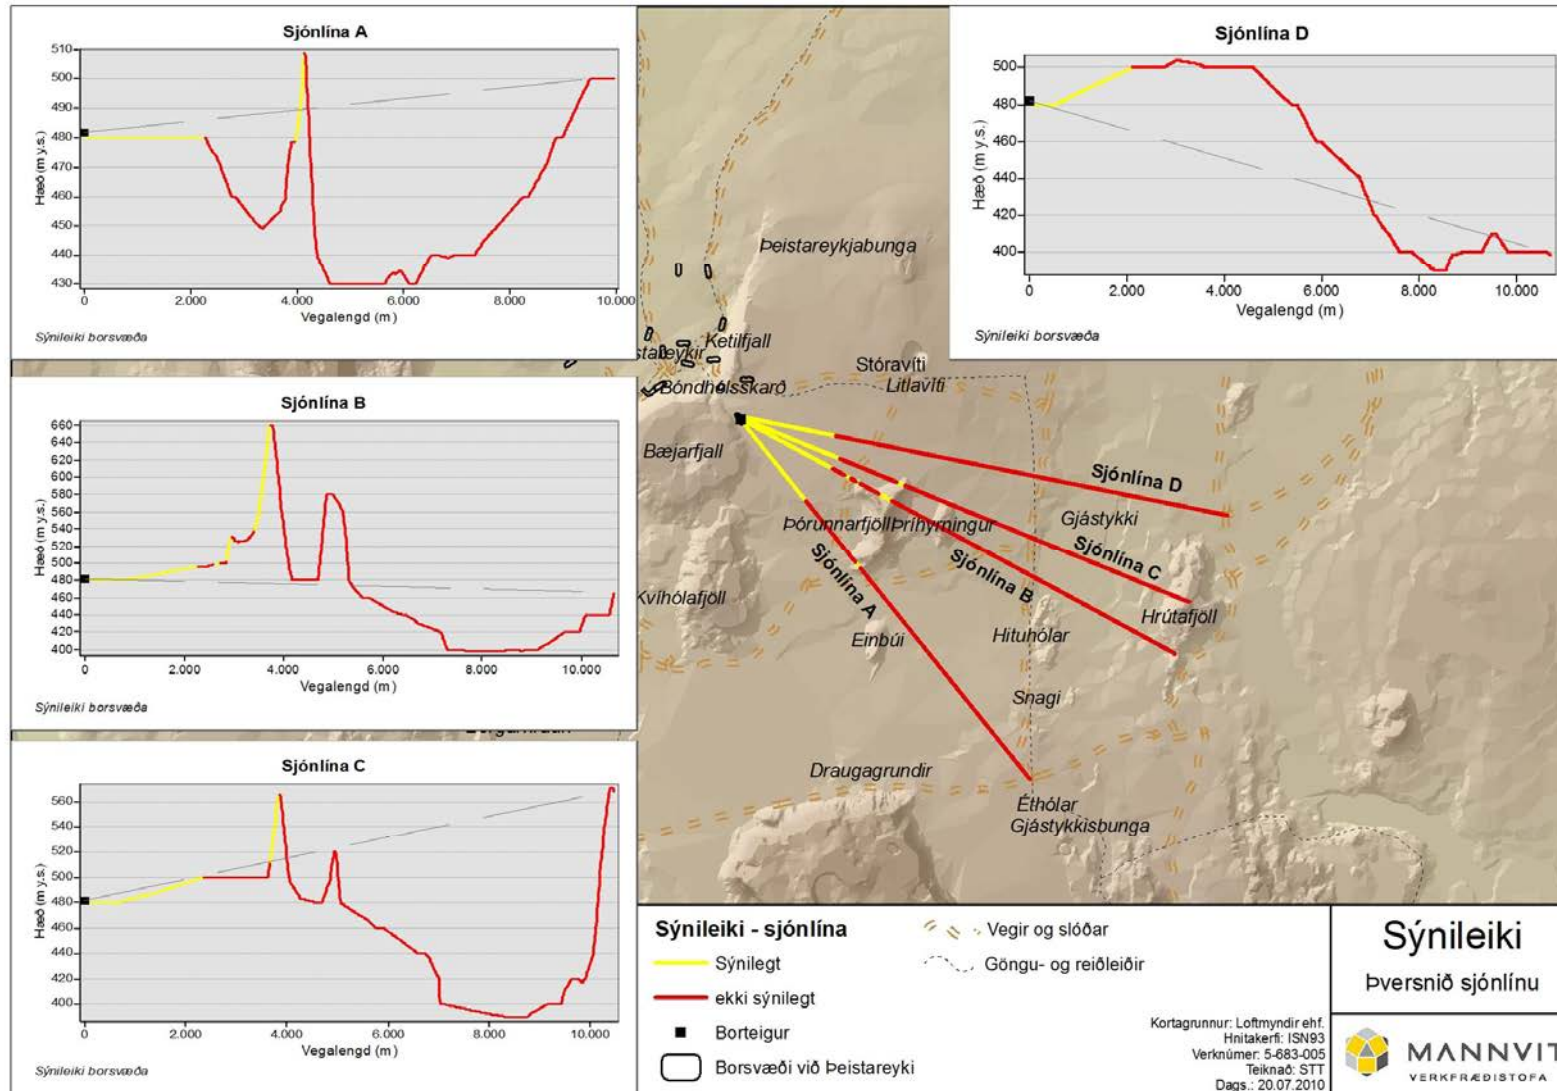 Sjónlína A
Hæð (m y.s.)
510
500
490
480
470
460
450
440
430
0
2.000
4.000
6.000
8.000
10.000
Vegalengd (m)
Sýnileiki borsvæða
Sjónlína B
Hæð (m y.s.)
660
640
620
600
580
560
540
520
500
480
460
440
420
400
0
2.000
4.000
6.000
8.000
10.000
Vegalengd (m)
Sýnileiki borsvæða
Sjónlína C
Hæð (m y.s.)
560
540
520
500
480
460
440
420
400
0
2.000
4.000
6.000
8.000
10.000
Vegalengd (m)
Sýnileiki borsvæða
Sjónlína D
Hæð (m y.s.)
500
480
460
440
420
400
0
2.000
4.000
6.000
8.000
10.000
Vegalengd (m)
Sýnileiki borsvæða
Þeistareykjabunga
Ketilfjall
stareykir
Stóravíti
Bóndhólsskarð
Litlavíti
Bæjarfjall
Sjónlína D
Gjástykki
Þórunnarfjöll
Þríhyrningur
Sjónlína C
Sjónlína B
Sjónlína A
Kvíhólafjöll
Hrútafjöll
Einbúi
Hituhólar
Snagi
Draugagrundir
Éthólar
Gjástykkisbunga
Sýnileiki - sjónlína
Sýnilegt
ekki sýnilegt
Borteigur
Borsvæði við Þeistareyki
Vegir og slóðar
Göngu- og reiðleiðir
Kortagrunnur: Loftmyndir ehf.
Hnitakerfi: ISN93
Verknúmer: 5-683-005
Teiknað: STT
Dags.: 20.07.2010
Sýnileiki
Þversnið sjónlínu
MANNVIT
VERKFRÆÐISTOFA